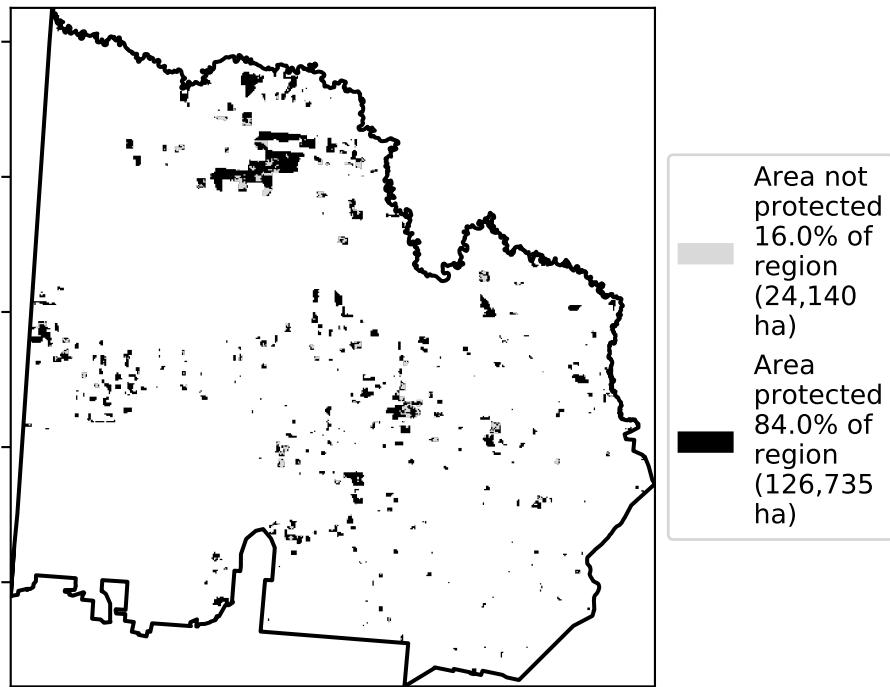 Area not
protected
16.0% of
region
(24,140
ha)
Area
protected
84.0% of
region
(126,735
ha)